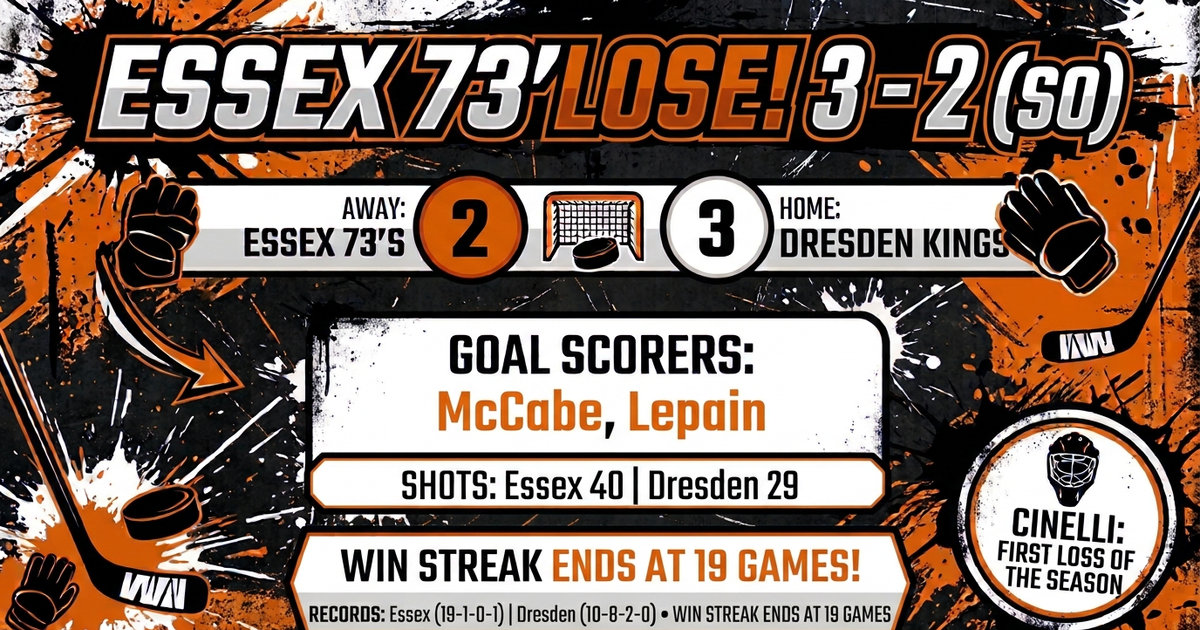 ESSEX 73' LOSE! 3 - 2 (SO)
AWAY:
ESSEX 73'S
2
3
HOME:
DRESDEN KINGS
GOAL SCORERS:
McCabe, Lepain
SHOTS: Essex 40 | Dresden 29
WIN STREAK ENDS AT 19 GAMES!
RECORDS: Essex (19-1-0-1) | Dresden (10-8-2-0) • WIN STREAK ENDS AT 19 GAMES
CINELLI:
FIRST LOSS OF
THE SEASON